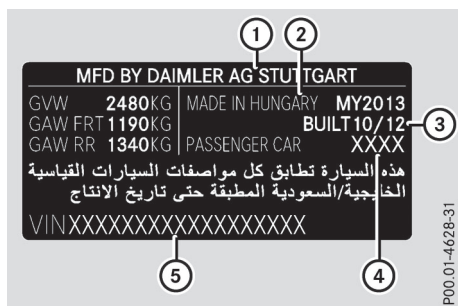 1
2
MFD BY DAIMLER AG STUTTGART
GVW 2480KG MADE IN HUNGARY MY2013
BUILT 10/12
3
GAW FRT 1190KG
GAW RR 1340KG PASSENGER CAR XXXX
هذه السيارة تطابق كل مواصفات السيارات القياسية
الخليجية/السعودية المطبقة حتى تاريخ الانتاج
VIN XXXXXXXXXXXXXXXXXX
5
4
P00.01-4628-31